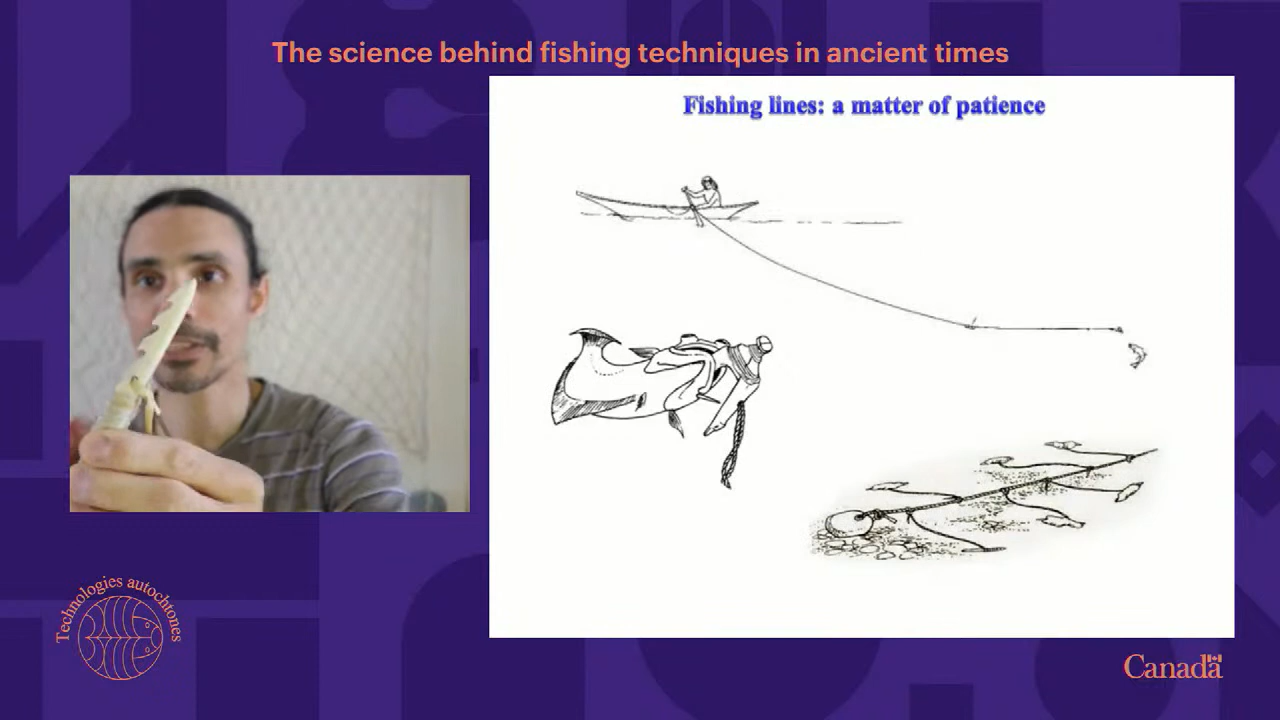 The science behind fishing techniques in ancient times
Fishing lines: a matter of patience
Technologies autochtones
Canada